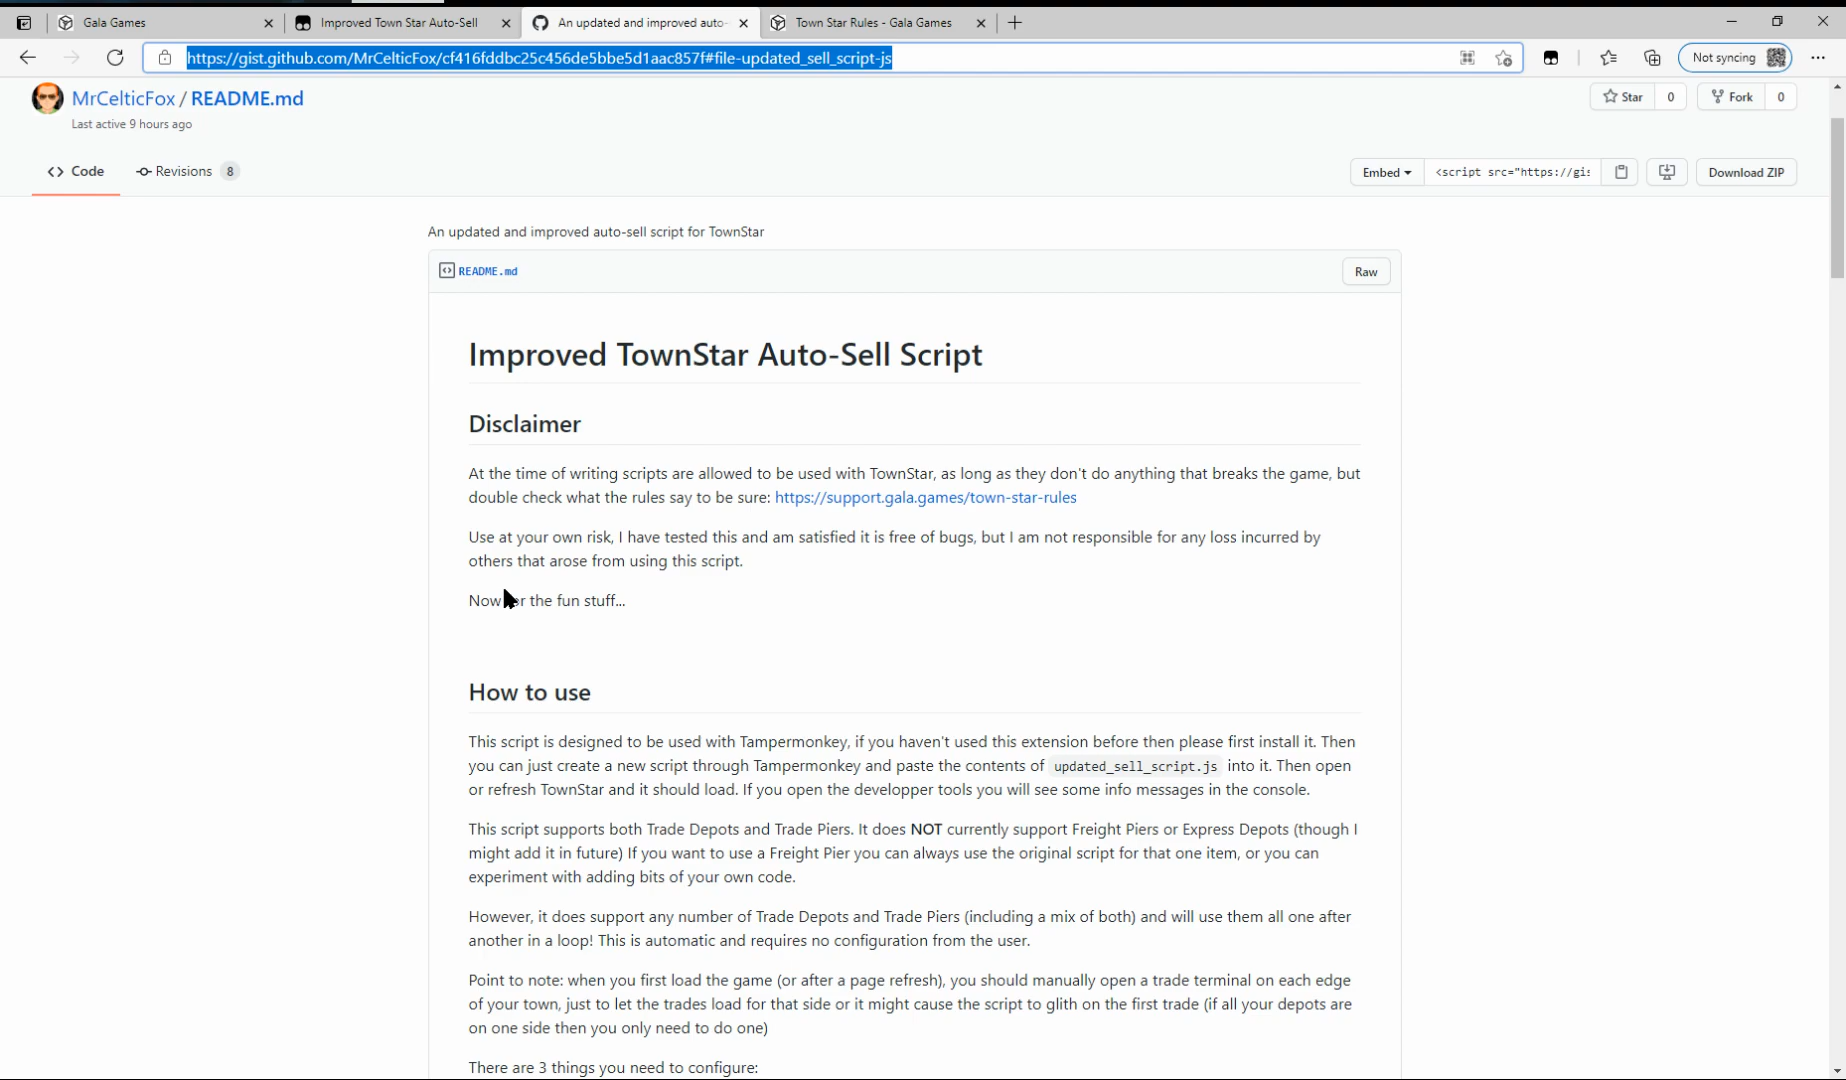 Gala Games
Improved Town Star Auto-Sell
An updated and improved auto-
Town Star Rules - Gala Games
https://gist.github.com/MrCelticFox/cf416fddbc25c456de5bbe5d1aac857f#file-updated_sell_script-js
Not syncing
MrCelticFox / README.md
Star 0
Fork 0
Last active 9 hours ago
Code
Revisions 8
Embed
<script src="https://gis
Download ZIP
An updated and improved auto-sell script for TownStar
README.md
Raw
Improved TownStar Auto-Sell Script
Disclaimer
At the time of writing scripts are allowed to be used with TownStar, as long as they don't do anything that breaks the game, but
double check what the rules say to be sure: https://support.gala.games/town-star-rules
Use at your own risk, I have tested this and am satisfied it is free of bugs, but I am not responsible for any loss incurred by
others that arose from using this script.
Now for the fun stuff...
How to use
This script is designed to be used with Tampermonkey, if you haven't used this extension before then please first install it. Then
you can just create a new script through Tampermonkey and paste the contents of updated_sell_script.js into it. Then open
or refresh TownStar and it should load. If you open the developper tools you will see some info messages in the console.
This script supports both Trade Depots and Trade Piers. It does NOT currently support Freight Piers or Express Depots (though I
might add it in future) If you want to use a Freight Pier you can always use the original script for that one item, or you can
experiment with adding bits of your own code.
However, it does support any number of Trade Depots and Trade Piers (including a mix of both) and will use them all one after
another in a loop! This is automatic and requires no configuration from the user.
Point to note: when you first load the game (or after a page refresh), you should manually open a trade terminal on each edge
of your town, just to let the trades load for that side or it might cause the script to glith on the first trade (if all your depots are
on one side then you only need to do one)
There are 3 things you need to configure: